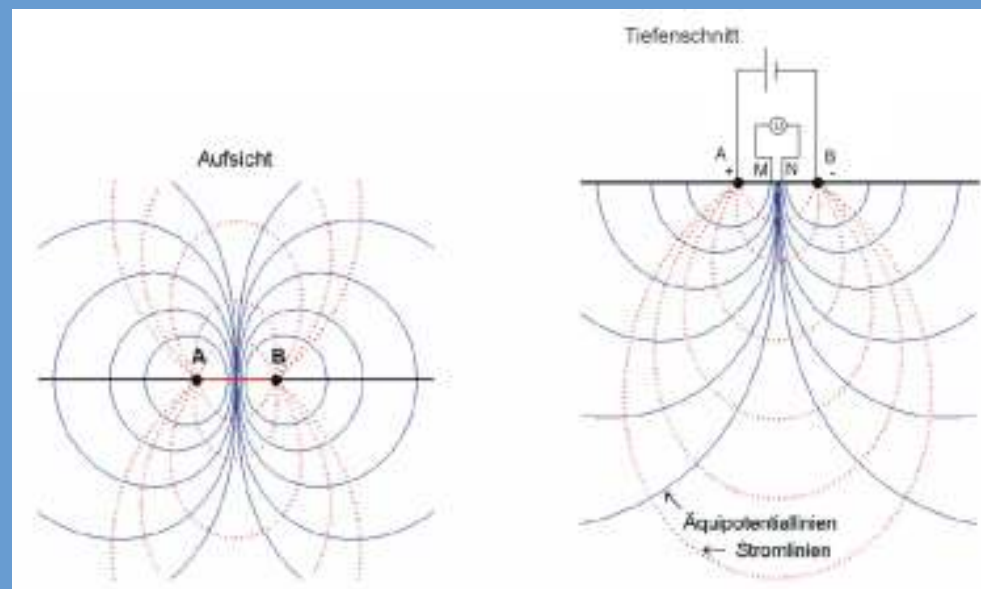 Aufsicht
A
B
Tiefenschnitt
U
A
+
M
N
B
-
Äquipotentiallinien
Stromlinien